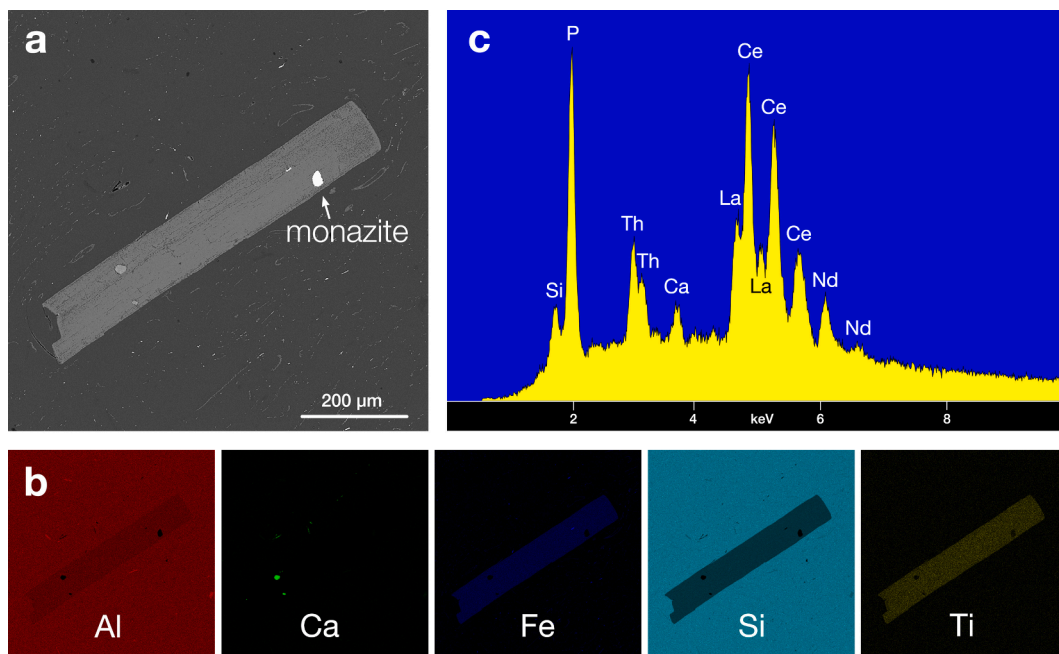 a
monazite
200 µm
c
P
Ce
Ce
La
Th
Th
Ce
Ca
La
Si
Nd
Nd
2 4 keV 6 8
b
Al Ca Fe Si Ti